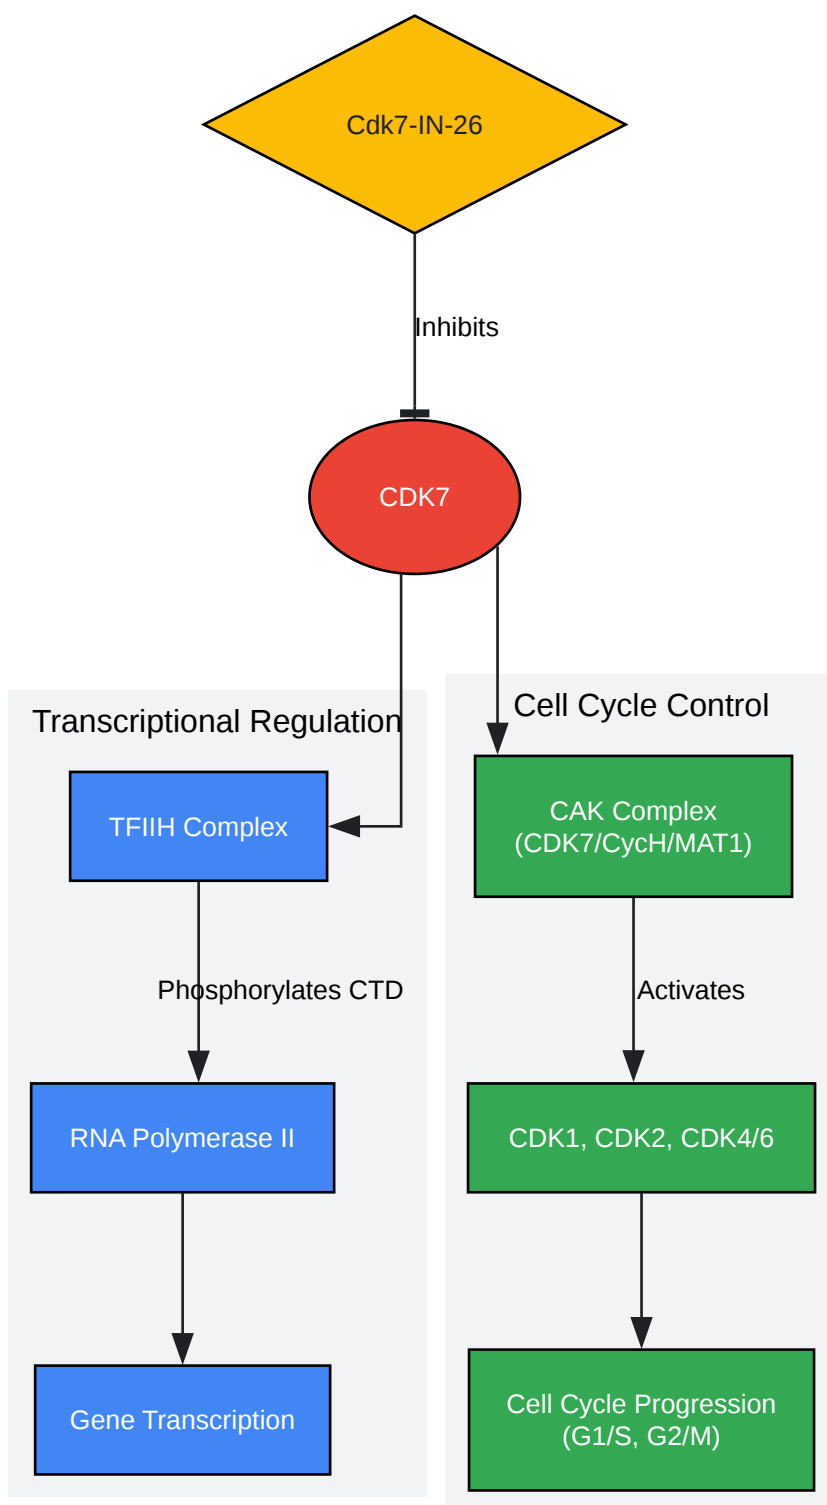 Cdk7-IN-26
Inhibits
CDK7
Transcriptional Regulation
TFIIH Complex
Phosphorylates CTD
RNA Polymerase II
Gene Transcription
Cell Cycle Control
CAK Complex
(CDK7/CycH/MAT1)
Activates
CDK1, CDK2, CDK4/6
Cell Cycle Progression
(G1/S, G2/M)